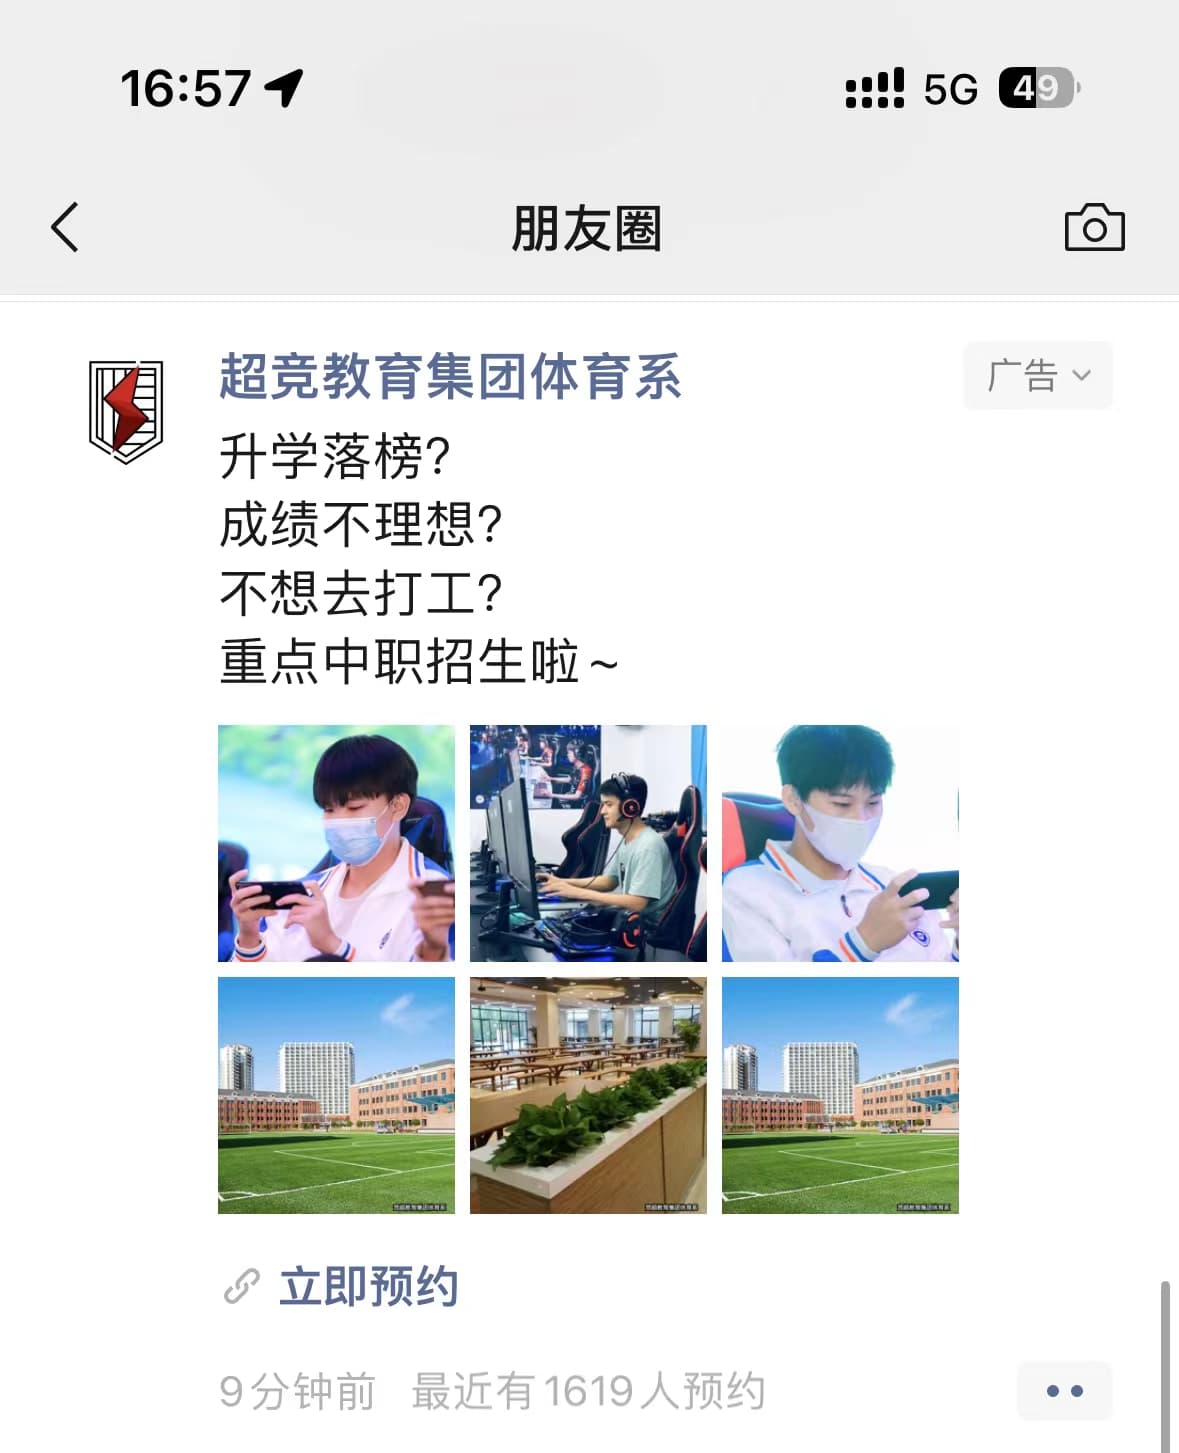 16:57
5G
49
朋友圈
超竞教育集团体育系
广告
升学落榜?
成绩不理想?
不想去打工?
重点中职招生啦~
立即预约
9分钟前 最近有1619人预约